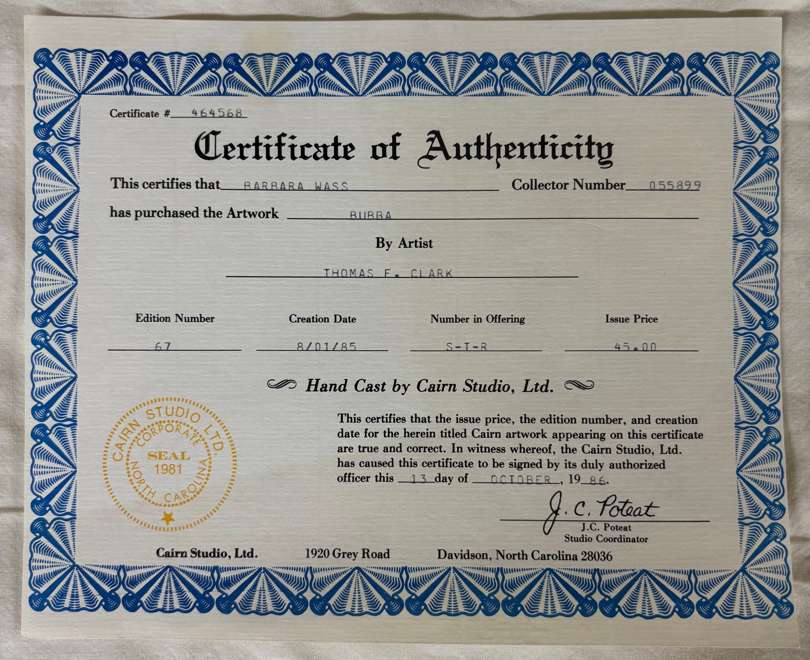 Certificate # 464568
Certificate of Authenticity
This certifies that BARBARA WASS Collector Number 055899
has purchased the Artwork BUBBA
By Artist
THOMAS F. CLARK
Edition Number Creation Date Number in Offering Issue Price
67 8/01/85 S-T-R 45.00
Hand Cast by Cairn Studio, Ltd.
This certifies that the issue price, the edition number, and creation
date for the herein titled Cairn artwork appearing on this certificate
are true and correct. In witness whereof, the Cairn Studio, Ltd.
has caused this certificate to be signed by its duly authorized
officer this 13 day of OCTOBER, 1986.
CAIRN STUDIO LTD
CORPORATE
SEAL
1981
NORTH CAROLINA
J. C. Poteat
J.C. Poteat
Studio Coordinator
Cairn Studio, Ltd. 1920 Grey Road Davidson, North Carolina 28036